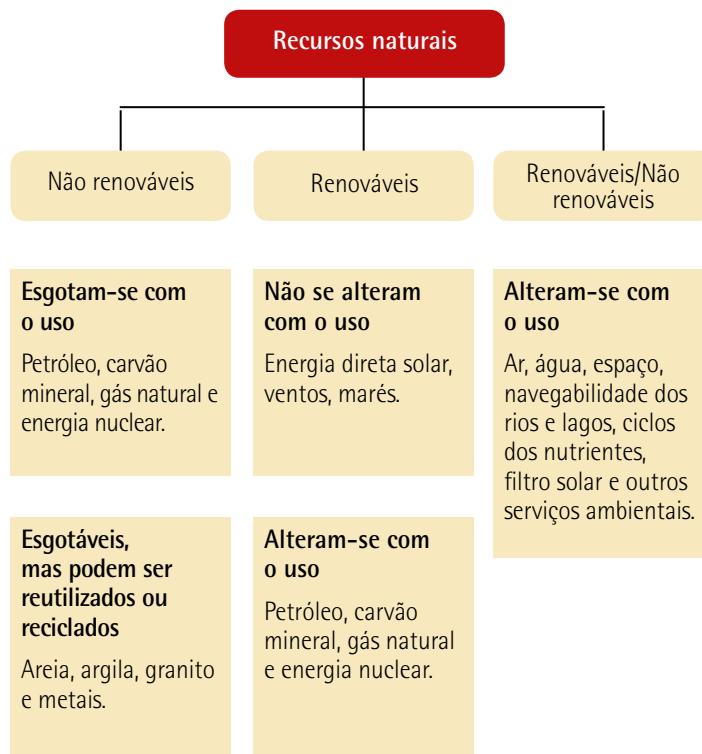 Recursos naturais
Não renováveis
Renováveis
Renováveis/Não
renováveis
Esgotam-se com
o uso
Petróleo, carvão
mineral, gás natural e
energia nuclear.
Não se alteram
com o uso
Energia direta solar,
ventos, marés.
Alteram-se com
o uso
Ar, água, espaço,
navegabilidade dos
rios e lagos, ciclos
dos nutrientes,
filtro solar e outros
serviços ambientais.
Esgotáveis,
mas podem ser
reutilizados ou
reciclados
Areia, argila, granito
e metais.
Alteram-se com
o uso
Petróleo, carvão
mineral, gás natural
e energia nuclear.